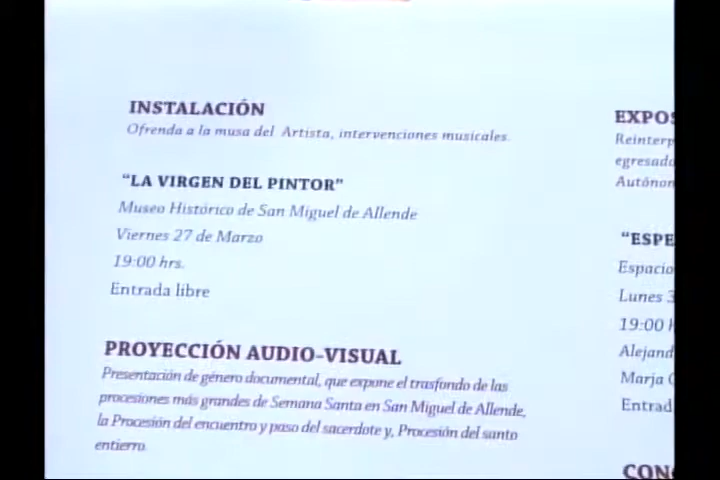 INSTALACIÓN
Ofrenda a la musa del Artista, intervenciones musicales.
“LA VIRGEN DEL PINTOR”
Museo Histórico de San Miguel de Allende
Viernes 27 de Marzo
19:00 hrs.
Entrada libre
PROYECCIÓN AUDIO-VISUAL
Presentación de género documental, que expone el trasfondo de las
procesiones más grandes de Semana Santa en San Miguel de Allende,
la Procesión del encuentro y paso del sacerdote y, Procesión del santo
entierro.
EXPOS
Reinterp
egresado
Autónom
“ESPE
Espacio
Lunes 3
19:00 h
Alejand
Marja
Entrad
CON